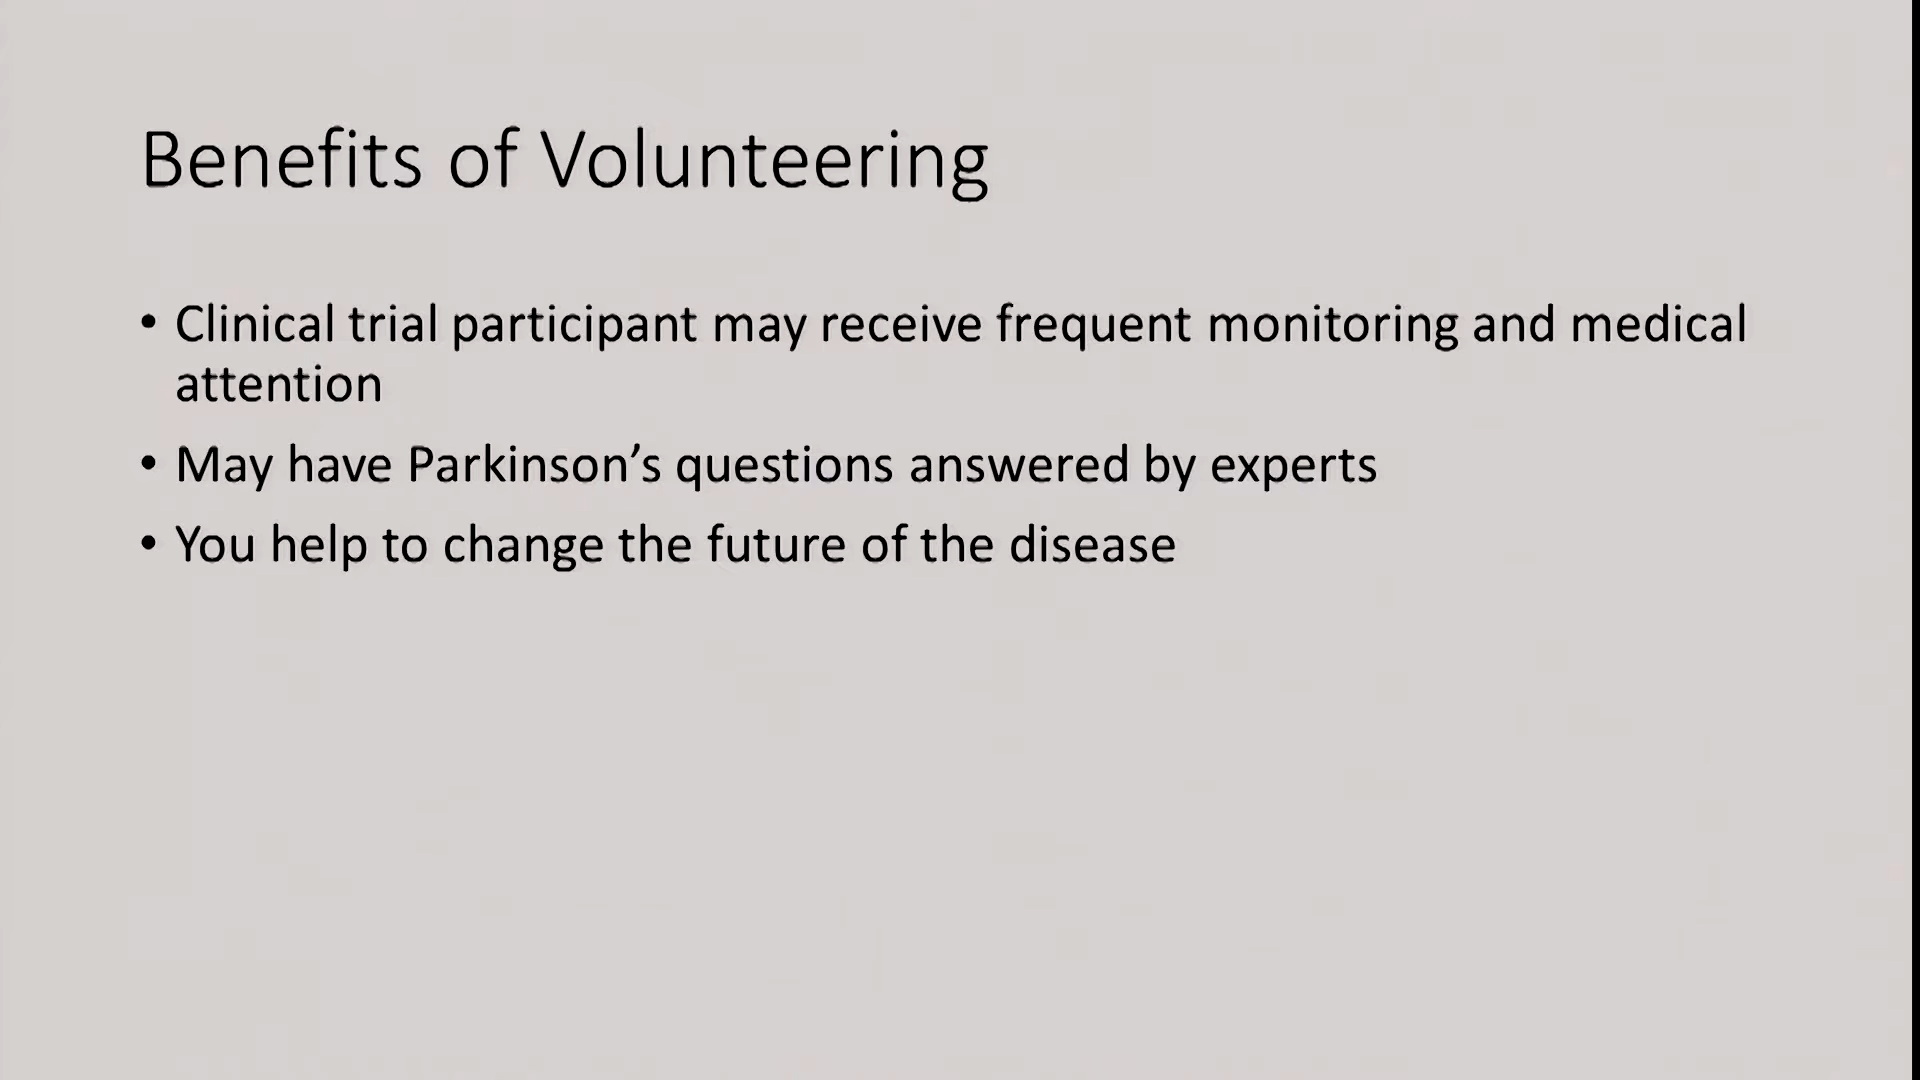 Benefits of Volunteering
• Clinical trial participant may receive frequent monitoring and medical
attention
• May have Parkinson’s questions answered by experts
• You help to change the future of the disease